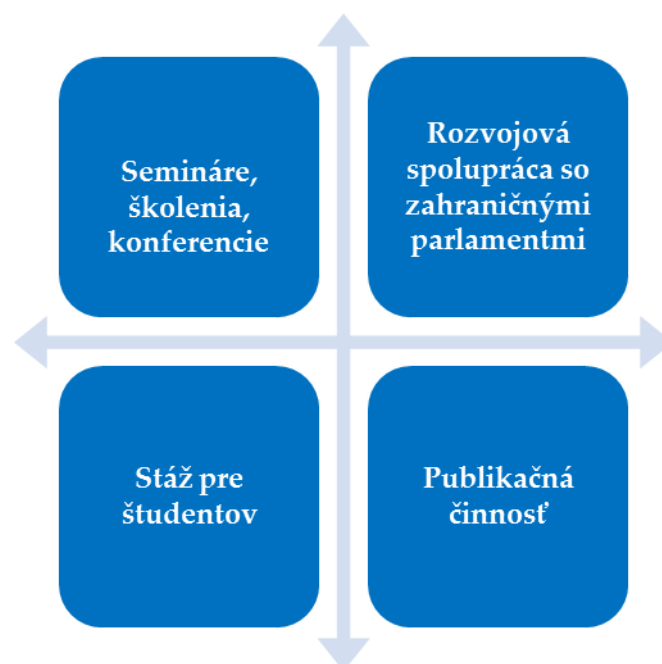 Semináre,
školenia,
konferencie
Rozvojová
spolupráca so
zahraničnými
parlamentmi
Stáž pre
študentov
Publikačná
činnosť